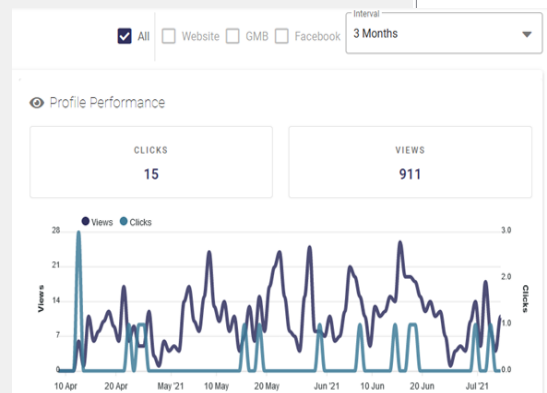 Interval
All Website GMB Facebook 3 Months
Profile Performance
CLICKS VIEWS
15 911
Views Clicks
28 3.0
21 2.0
14 1.0
7 0.0
0
Views
Clicks
10 Apr 20 Apr May '21 10 May 20 May Jun '21 10 Jun 20 Jun Jul '21